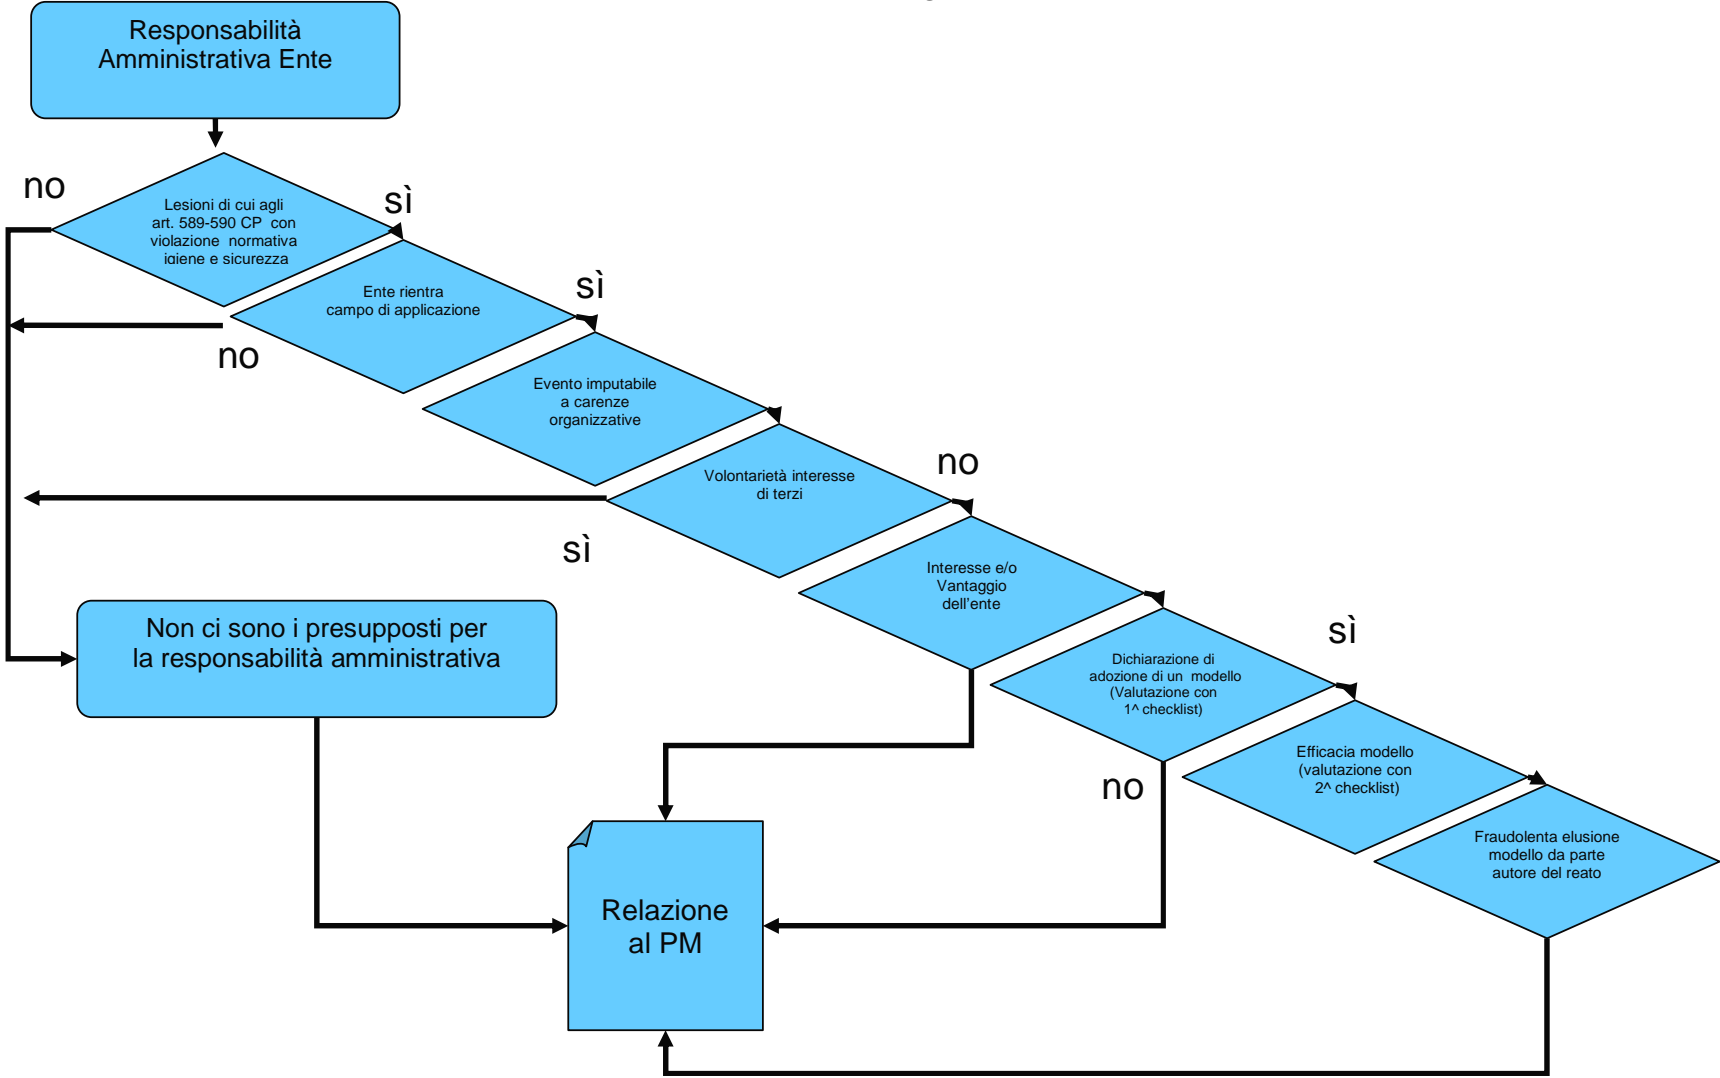 Responsabilità
Amministrativa Ente
no
sì
Lesioni di cui agli
art. 589-590 CP con
violazione normativa
igiene e sicurezza
Ente rientra
campo di applicazione
sì
no
Evento imputabile
a carenze
organizzative
Volontarietà interesse
di terzi
no
sì
Interesse e/o
Vantaggio
dell'ente
Non ci sono i presupposti per
la responsabilità amministrativa
sì
Dichiarazione di
adozione di un modello
(Valutazione con
1^ checklist)
no
Efficacia modello
(valutazione con
2^ checklist)
Fraudolenta elusione
modello da parte
autore del reato
Relazione
al PM